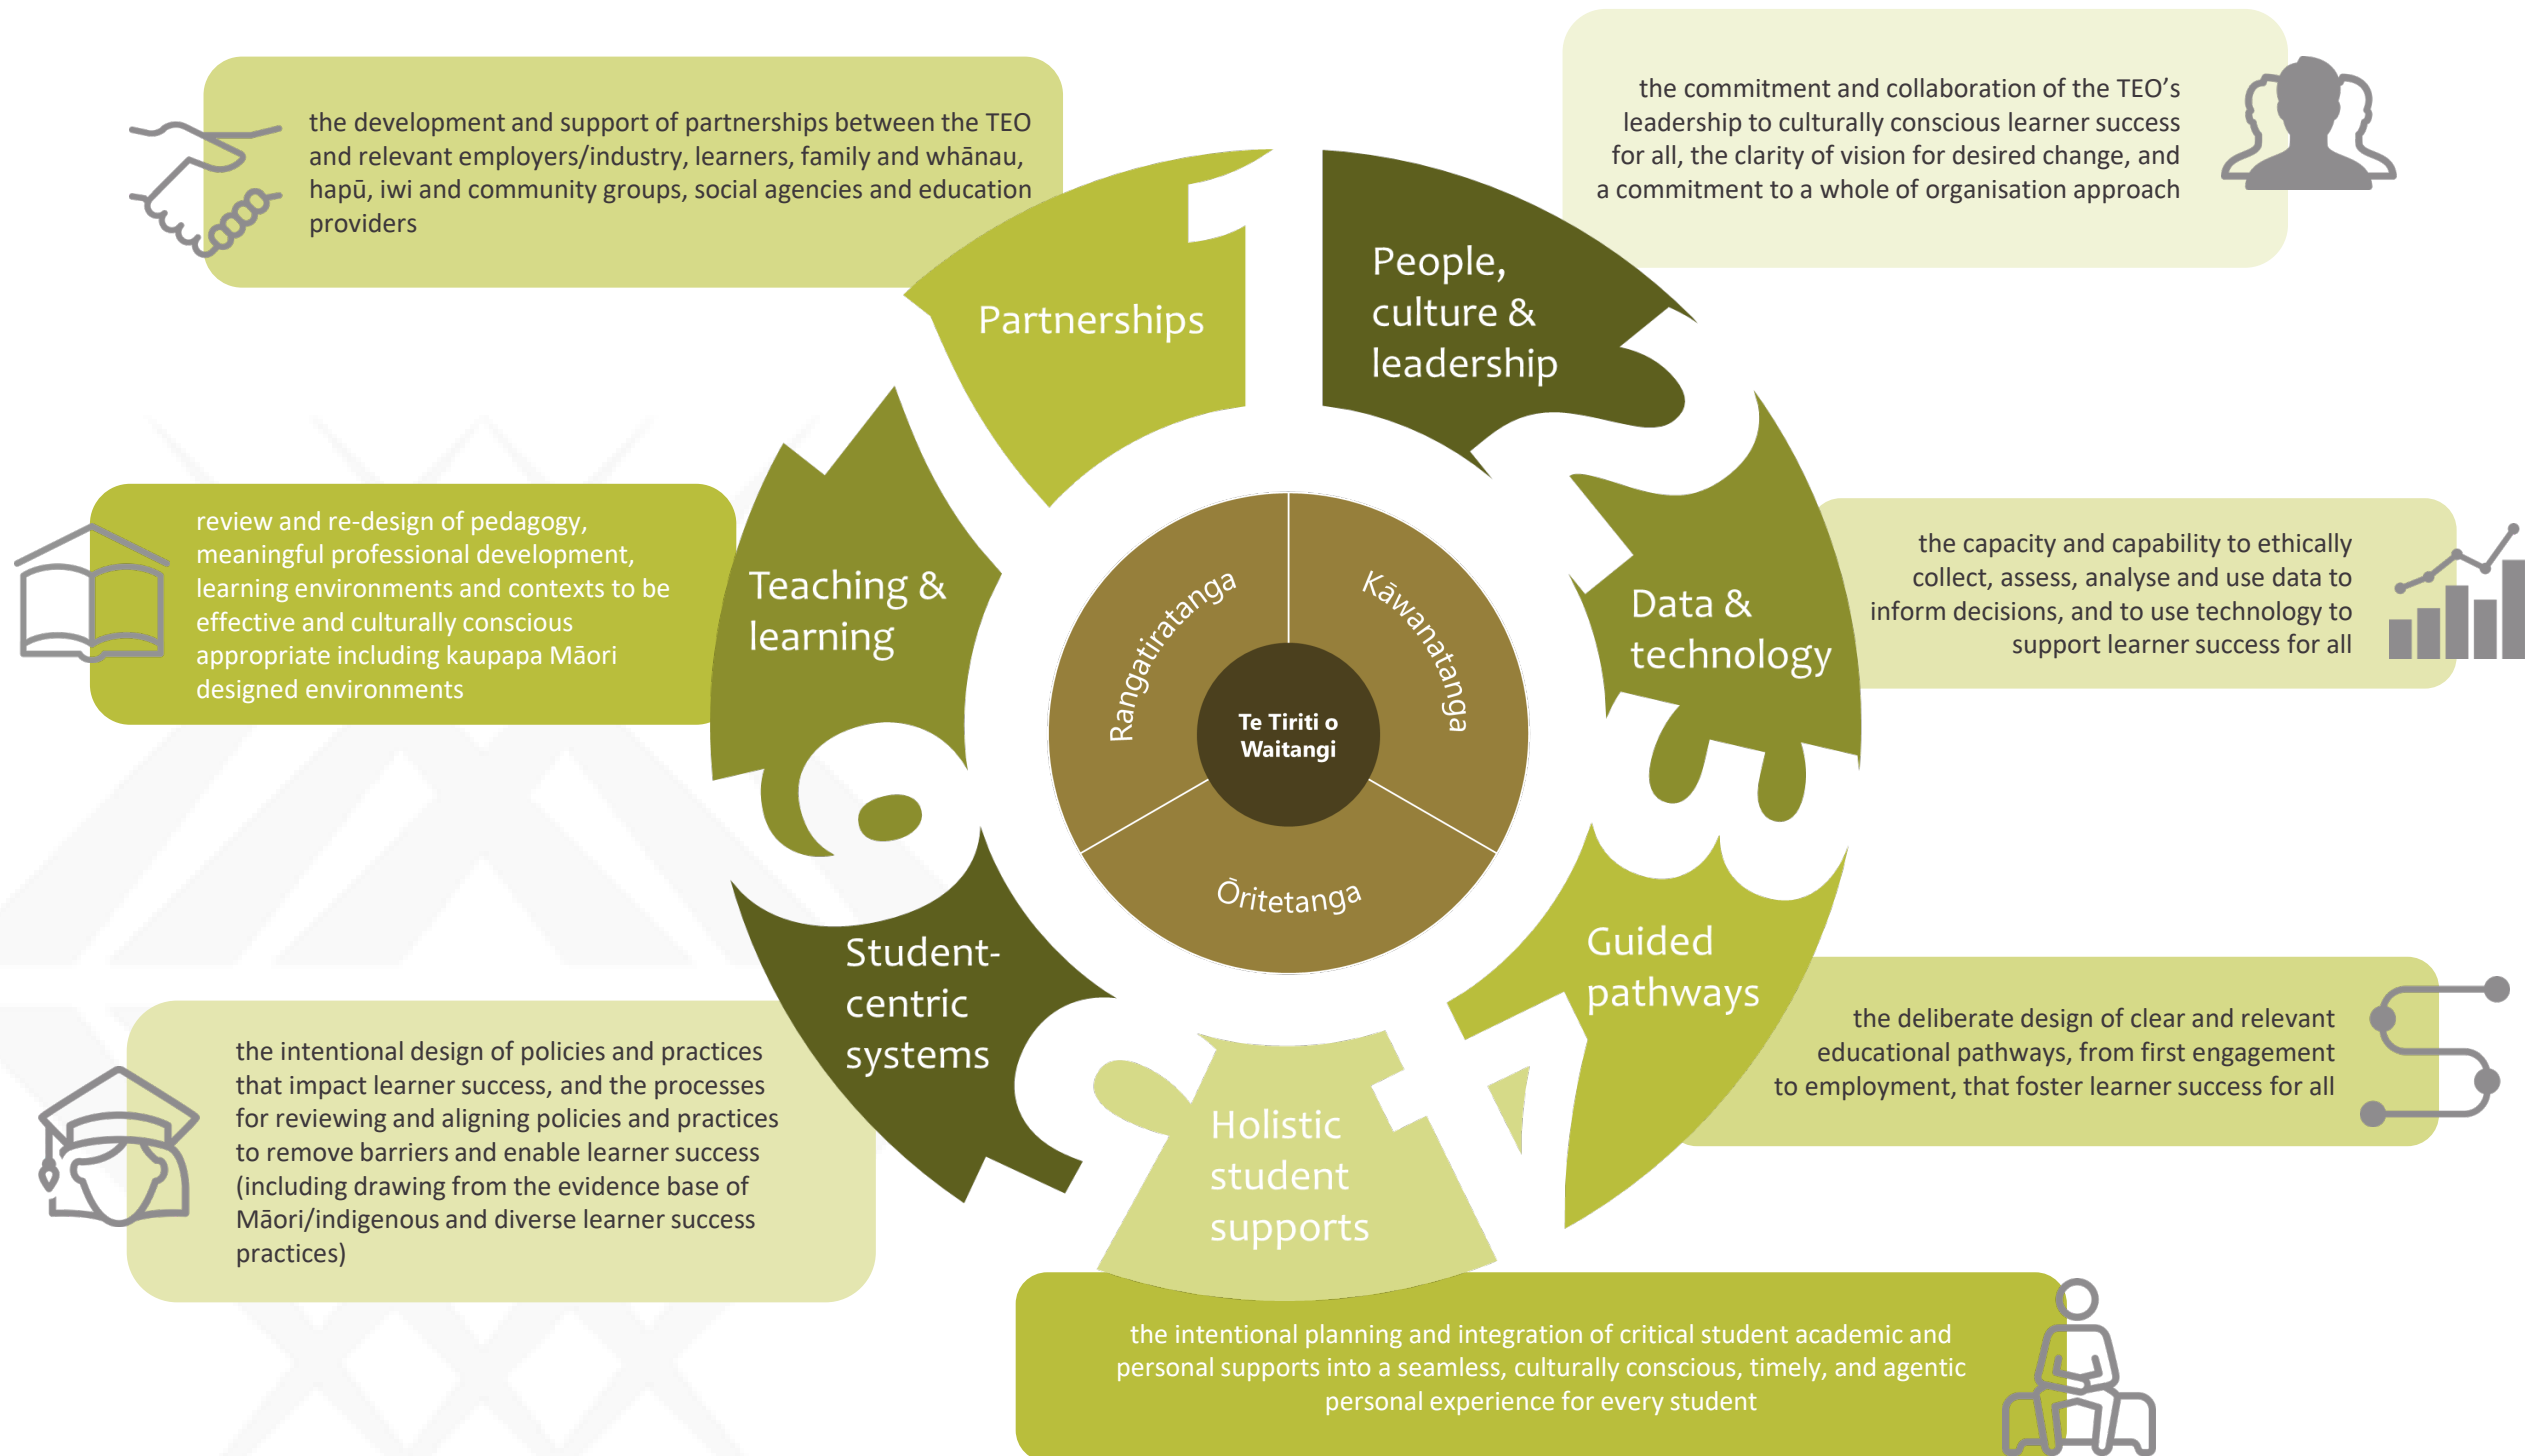 the development and support of partnerships between the TEO
and relevant employers/industry, learners, family and whānau,
hapū, iwi and community groups, social agencies and education
providers
the commitment and collaboration of the TEO's
leadership to culturally conscious learner success
for all, the clarity of vision for desired change, and
a commitment to a whole of organisation approach
1
People,
culture &
leadership
2
Data &
technology
the capacity and capability to ethically
collect, assess, analyse and use data to
inform decisions, and to use technology to
support learner success for all
3
Guided
pathways
the deliberate design of clear and relevant
educational pathways, from first engagement
to employment, that foster learner success for all
4
Holistic
student
supports
the intentional planning and integration of critical student academic and
personal supports into a seamless, culturally conscious, timely, and agentic
personal experience for every student
5
Student-
centric
systems
the intentional design of policies and practices
that impact learner success, and the processes
for reviewing and aligning policies and practices
to remove barriers and enable learner success
(including drawing from the evidence base of
Māori/indigenous and diverse learner success
practices)
6
Teaching &
learning
review and re-design of pedagogy,
meaningful professional development,
learning environments and contexts to be
effective and culturally conscious
appropriate including kaupapa Māori
designed environments
7
Partnerships
Rangatiratanga
Kāwanatanga
Ōritetanga
Te Tiriti o
Waitangi